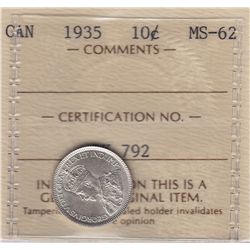 CAN 1935 10¢ MS-62
— COMMENTS —
CERTIFICATION NO. —
792
IN ON THIS IS A
G INAL ITEM.
Tamper led holder invalidates
opinion